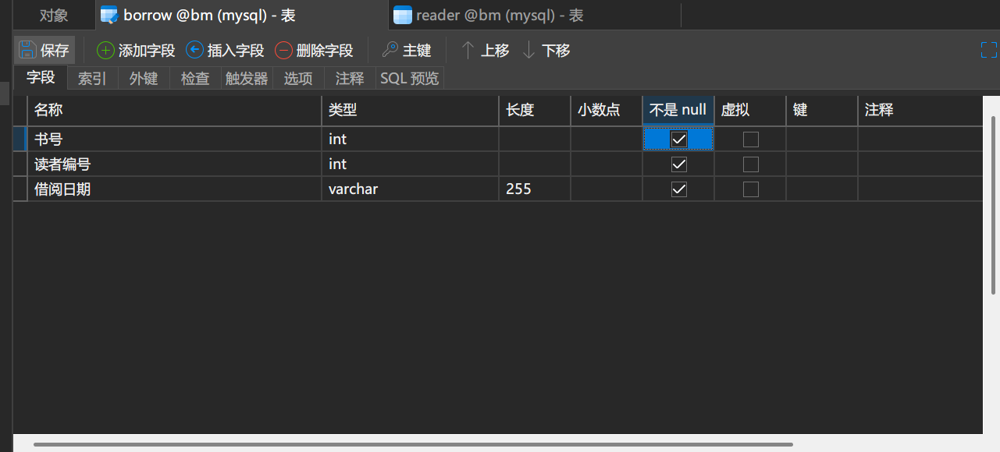 对象 borrow @bm (mysql) - 表 reader @bm (mysql) - 表
保存 添加字段 插入字段 删除字段 主键 上移 下移
字段 索引 外键 检查 触发器 选项 注释 SQL 预览
名称 类型 长度 小数点 不是 null 虚拟 键 注释
书号 int
读者编号 int
借阅日期 varchar 255